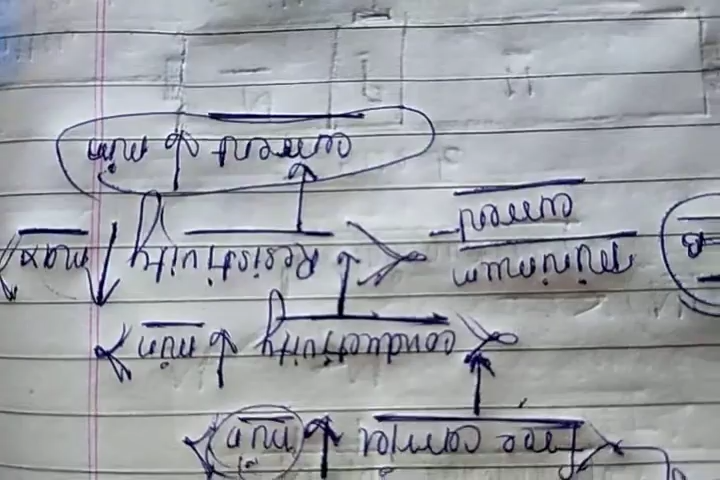 free carrier ↑ min
conductivity ↑ min
minimum Resistivity ↓ max
current
current ↑ min